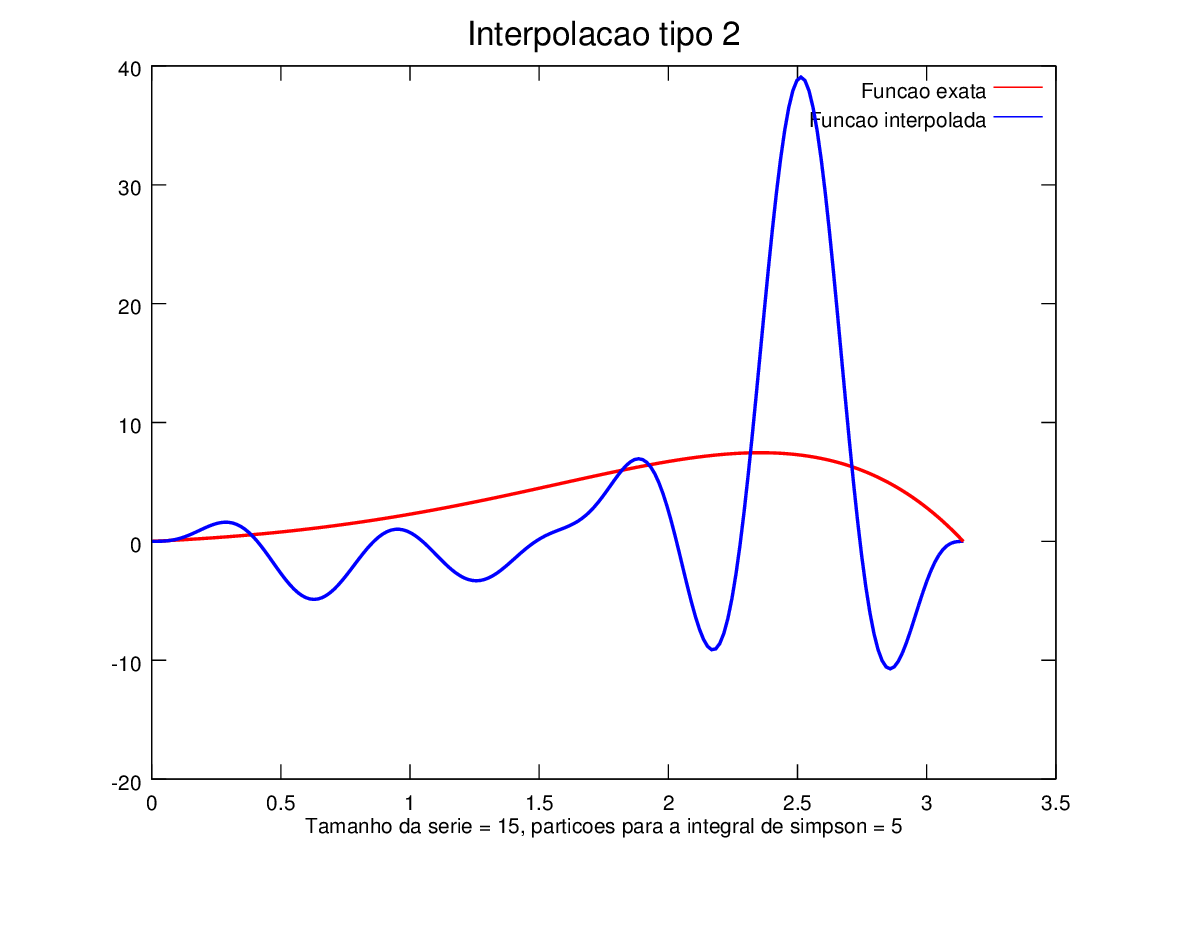 Interpolacao tipo 2
40
Funcao exata
Funcao interpolada
30
20
10
0
-10
-20
0 0.5 1 1.5 2 2.5 3 3.5
Tamanho da serie = 15, particoes para a integral de simpson = 5